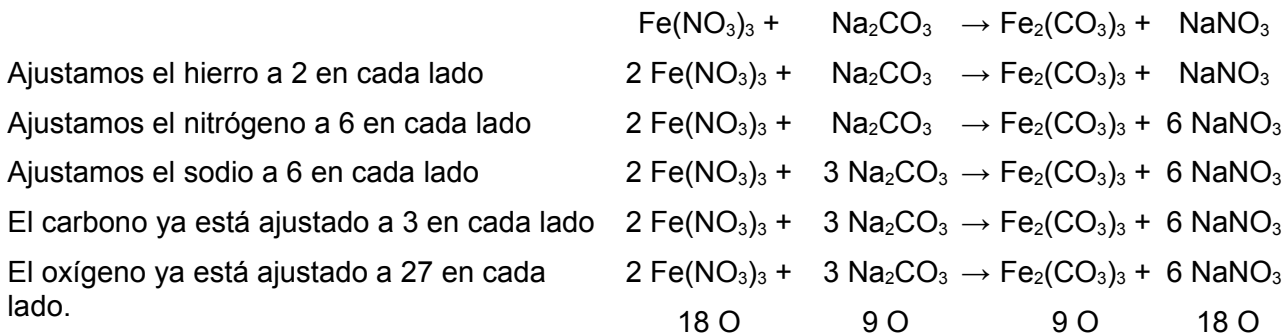 Fe(NO₃)₃ + Na₂CO₃ → Fe₂(CO₃)₃ + NaNO₃
Ajustamos el hierro a 2 en cada lado 2 Fe(NO₃)₃ + Na₂CO₃ → Fe₂(CO₃)₃ + NaNO₃
Ajustamos el nitrógeno a 6 en cada lado 2 Fe(NO₃)₃ + Na₂CO₃ → Fe₂(CO₃)₃ + 6 NaNO₃
Ajustamos el sodio a 6 en cada lado 2 Fe(NO₃)₃ + 3 Na₂CO₃ → Fe₂(CO₃)₃ + 6 NaNO₃
El carbono ya está ajustado a 3 en cada lado 2 Fe(NO₃)₃ + 3 Na₂CO₃ → Fe₂(CO₃)₃ + 6 NaNO₃
El oxígeno ya está ajustado a 27 en cada 2 Fe(NO₃)₃ + 3 Na₂CO₃ → Fe₂(CO₃)₃ + 6 NaNO₃
lado.
18 O 9 O 9 O 18 O